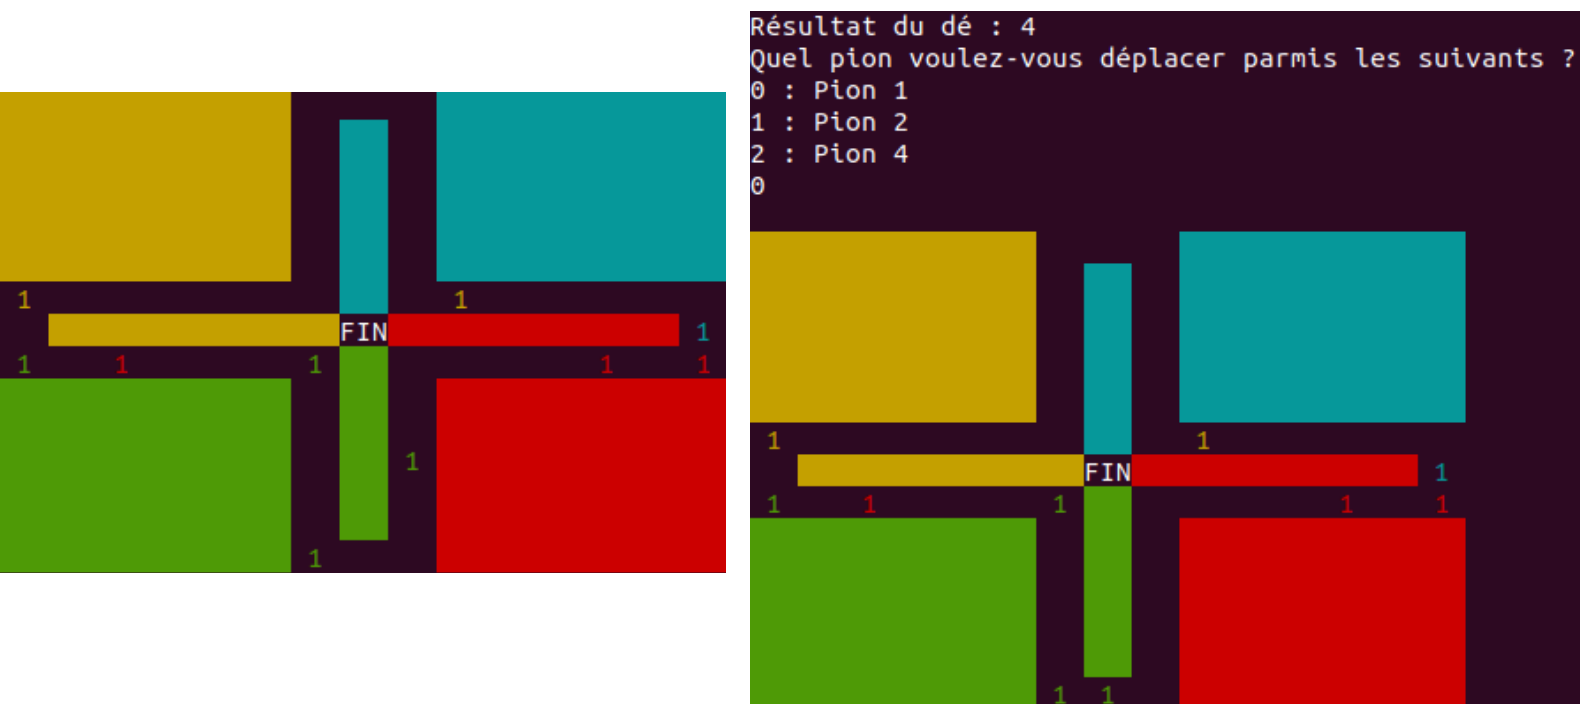 1 1
FIN 1
1 1 1 1 1
1
1
Résultat du dé : 4
Quel pion voulez-vous déplacer parmis les suivants ?
0 : Pion 1
1 : Pion 2
2 : Pion 4
0
1 1
FIN 1
1 1 1 1 1
1 1